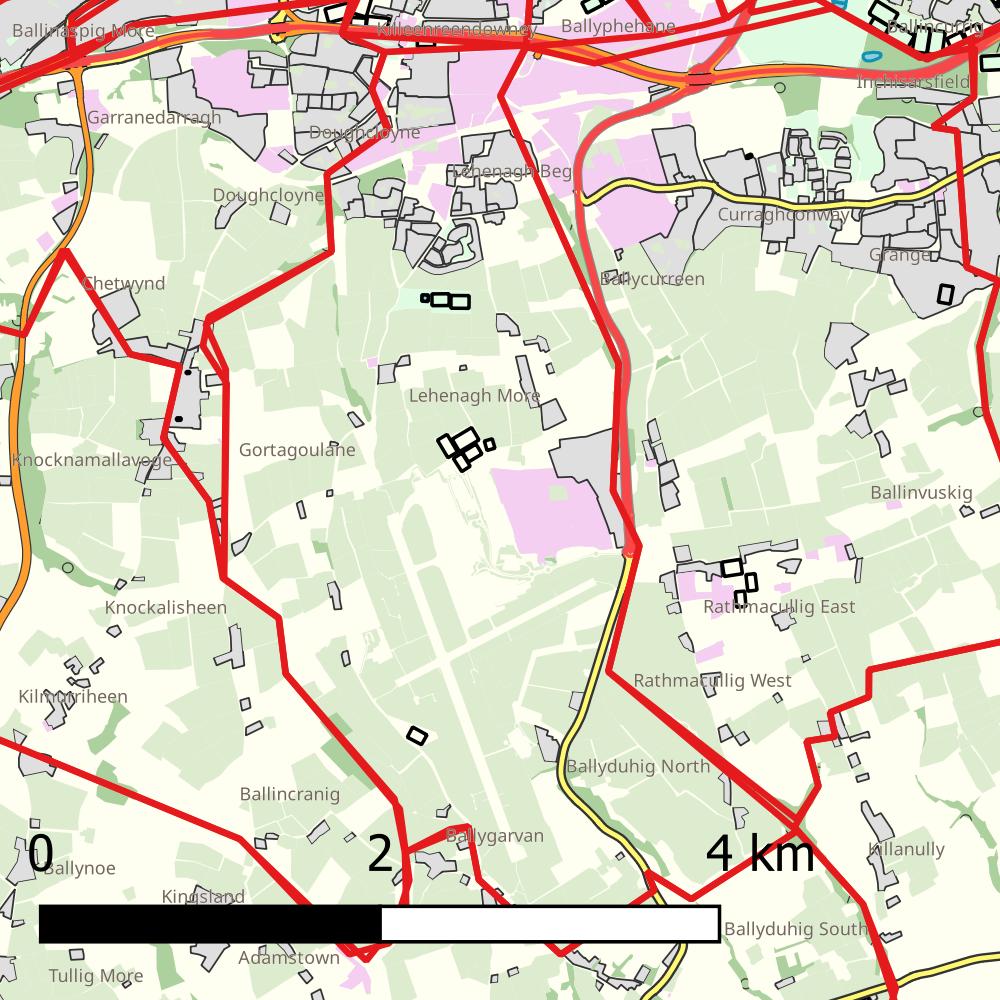 Ballinaspig More
Killeenreendowney
Ballyphehane
Ballincurrig
Inchisarsfield
Garranedarragh
Doughcloyne
Lehenagh Beg
Doughcloyne
Curraghconway
Grange
Chetwynd
Ballycurreen
Lehenagh More
Gortagoulane
Knocknamallavoge
Ballinvuskig
Knockalisheen
Rathmacullig East
Kilmurriheen
Rathmacullig West
Ballyduhig North
Ballincranig
Ballygarvan
Killanully
0
2
4 km
Ballynoe
Kingsland
Ballyduhig South
Adamstown
Tullig More